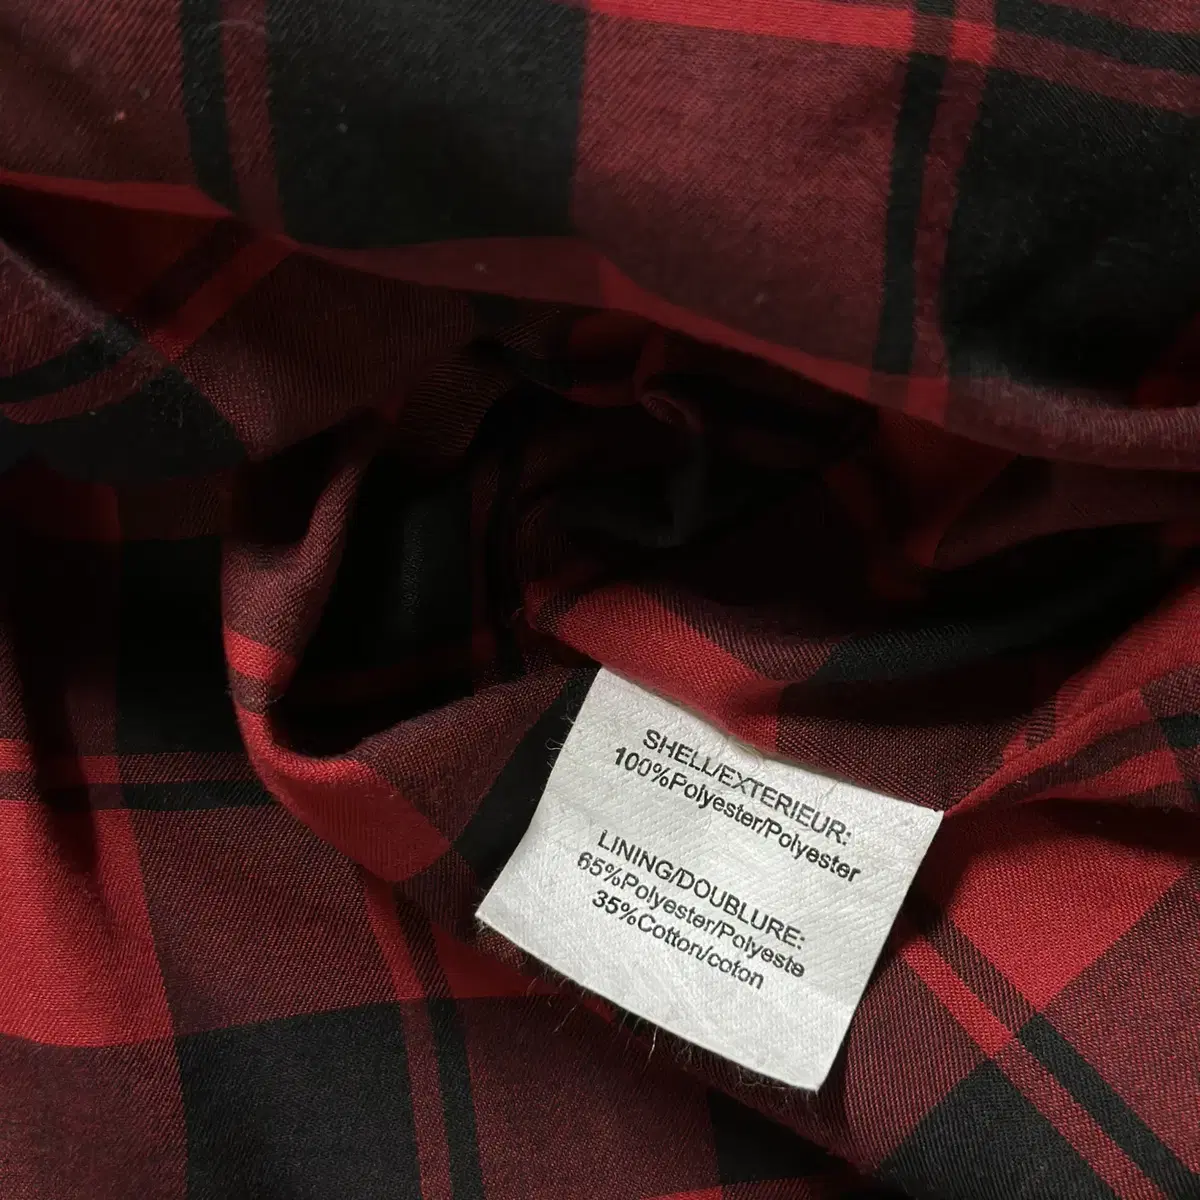 SHELL/EXTERIEUR:
100%Polyester/Polyester
LINING/DOUBLURE:
65%Polyester/Polyeste
35%Cotton/coton